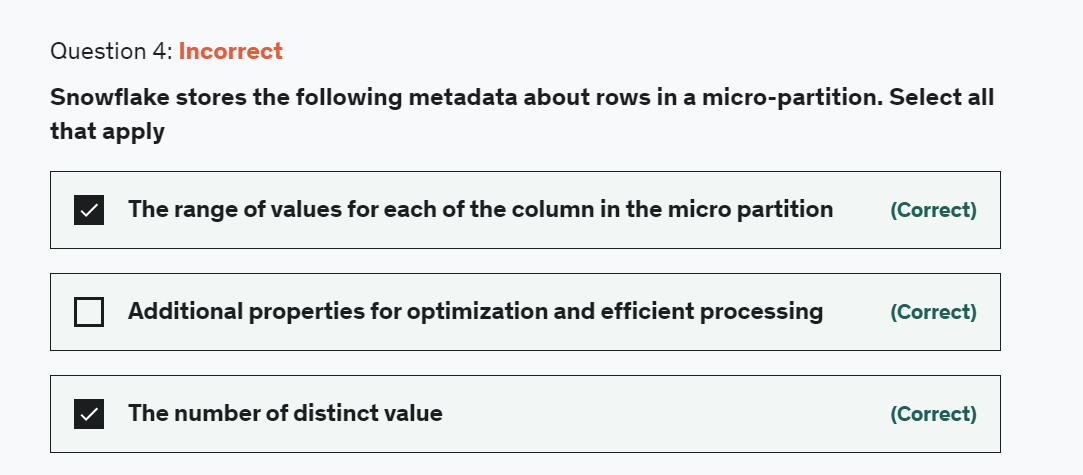 Question 4: Incorrect
Snowflake stores the following metadata about rows in a micro-partition. Select all
that apply
The range of values for each of the column in the micro partition (Correct)
Additional properties for optimization and efficient processing (Correct)
The number of distinct value (Correct)